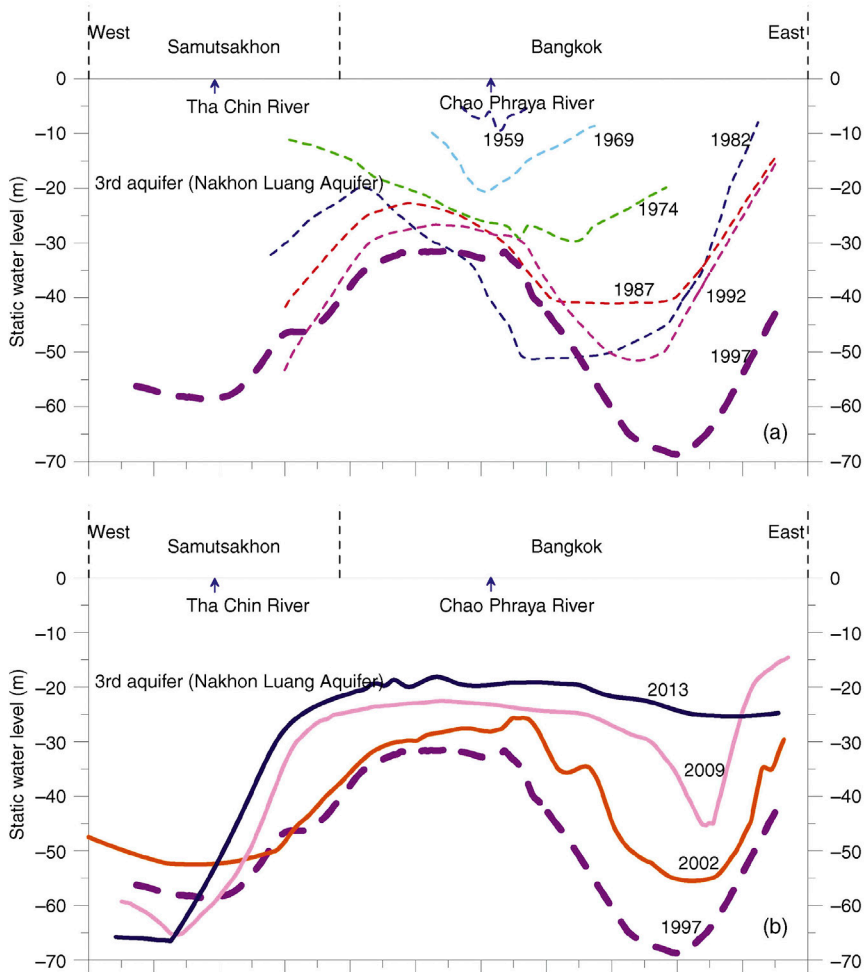 West East
Samutsakhon Bangkok
0 0
Tha Chin River Chao Phraya River
−10 1959 1969 1982 −10
3rd aquifer (Nakhon Luang Aquifer)
−20 −20
1974
−30 −30
1987 1992
−40 −40
−50 1997 −50
−60 −60
(a)
−70 −70
Static water level (m)
West East
Samutsakhon Bangkok
0 0
Tha Chin River Chao Phraya River
−10 −10
3rd aquifer (Nakhon Luang Aquifer)
−20 2013 −20
−30 −30
2009
−40 −40
−50 2002 −50
−60 −60
1997 (b)
−70 −70
Static water level (m)